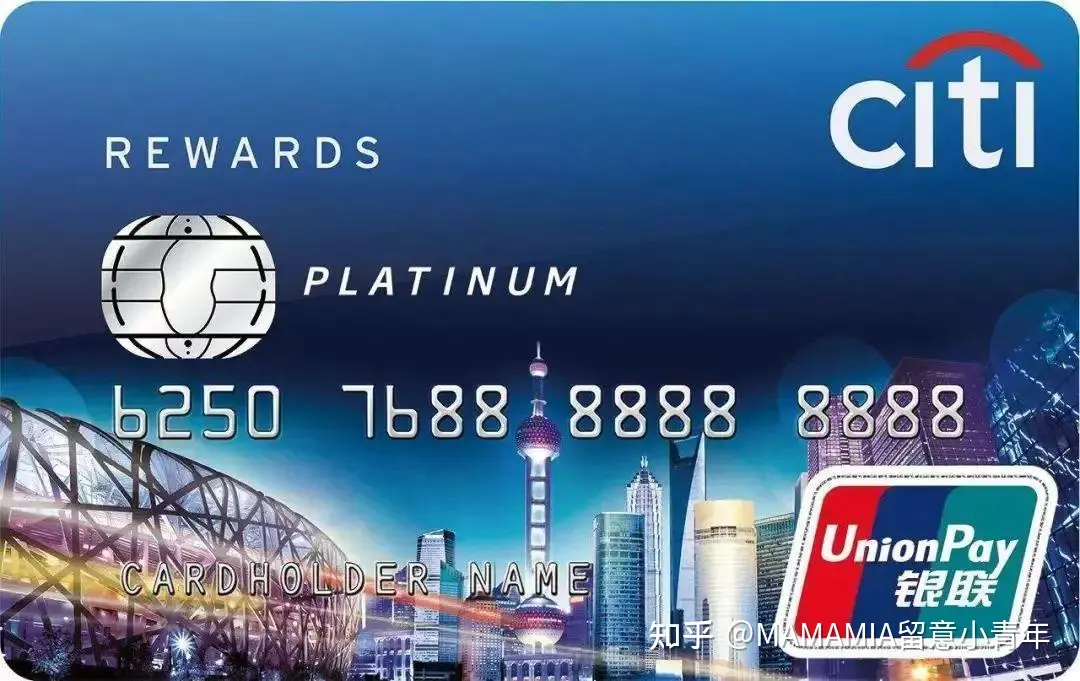 citi
REWARDS
PLATINUM
6250 7688 8888 8888
UnionPay
银联
CARDHOLDER NAME
知乎 @MAMAMIA留意小青年